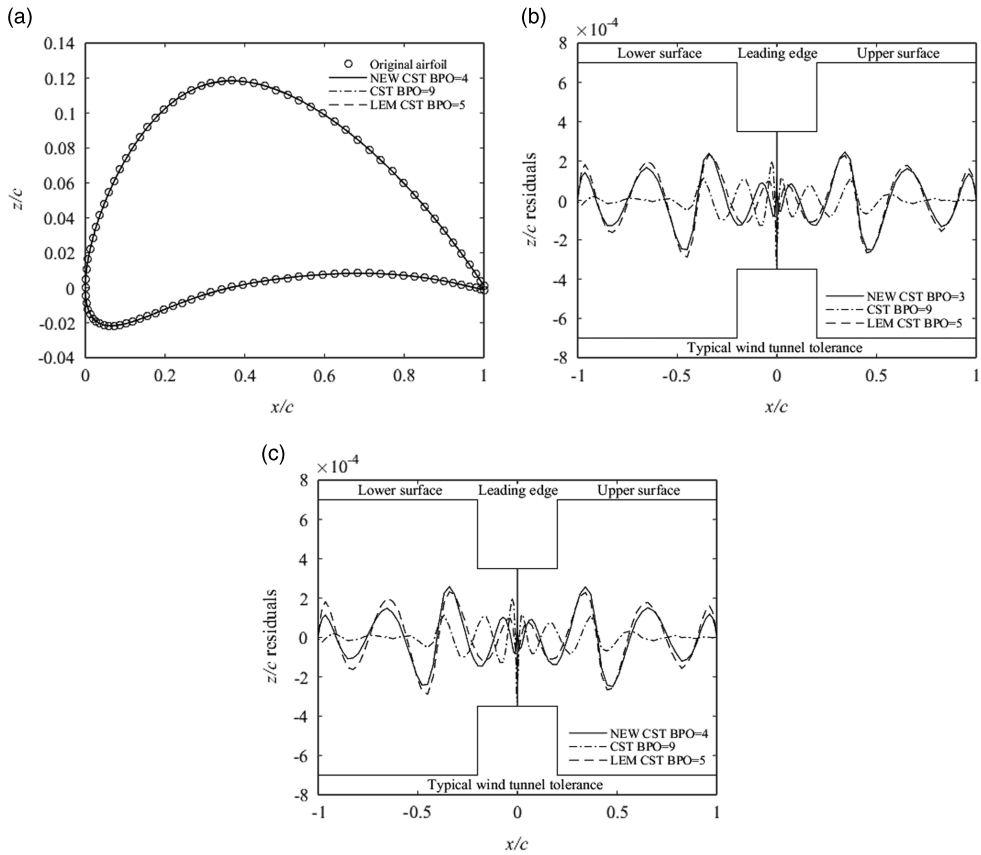 (a)
0.14
0.12
0.10
0.08
0.06
0.04
0.02
0
-0.02
-0.04
z/c
0
0.2
0.4
0.6
0.8
1
x/c
Original airfoil
NEW CST BPO=4
CST BPO=9
LEM CST BPO=5
(b)
×10-4
8
6
4
2
0
-2
-4
-6
-8
z/c residuals
Lower surface
Leading edge
Upper surface
NEW CST BPO=3
CST BPO=9
LEM CST BPO=5
Typical wind tunnel tolerance
-1
-0.5
0
0.5
1
x/c
(c)
×10-4
8
6
4
2
0
-2
-4
-6
-8
z/c residuals
Lower surface
Leading edge
Upper surface
NEW CST BPO=4
CST BPO=9
LEM CST BPO=5
Typical wind tunnel tolerance
-1
-0.5
0
0.5
1
x/c